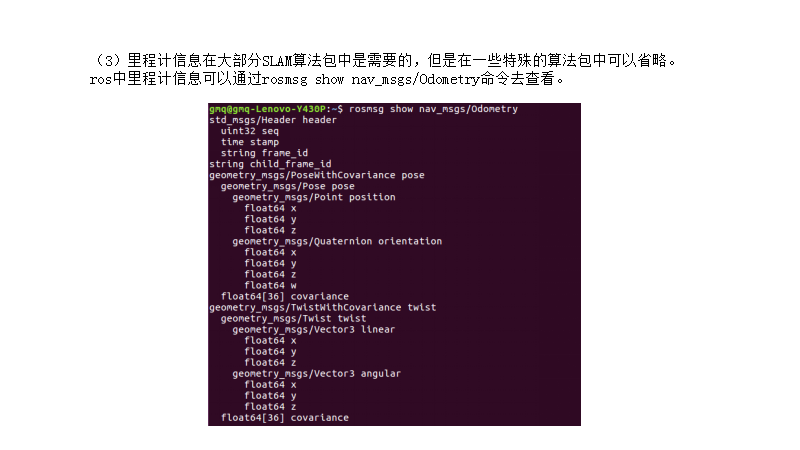 （3）里程计信息在大部分SLAM算法包中是需要的，但是在一些特殊的算法包中可以省略。
ros中里程计信息可以通过rosmsg show nav_msgs/Odometry命令去查看。
gmq@gmq-Lenovo-Y430P:~$ rosmsg show nav_msgs/Odometry
std_msgs/Header header
  uint32 seq
  time stamp
  string frame_id
string child_frame_id
geometry_msgs/PoseWithCovariance pose
  geometry_msgs/Pose pose
    geometry_msgs/Point position
      float64 x
      float64 y
      float64 z
    geometry_msgs/Quaternion orientation
      float64 x
      float64 y
      float64 z
      float64 w
  float64[36] covariance
geometry_msgs/TwistWithCovariance twist
  geometry_msgs/Twist twist
    geometry_msgs/Vector3 linear
      float64 x
      float64 y
      float64 z
    geometry_msgs/Vector3 angular
      float64 x
      float64 y
      float64 z
  float64[36] covariance